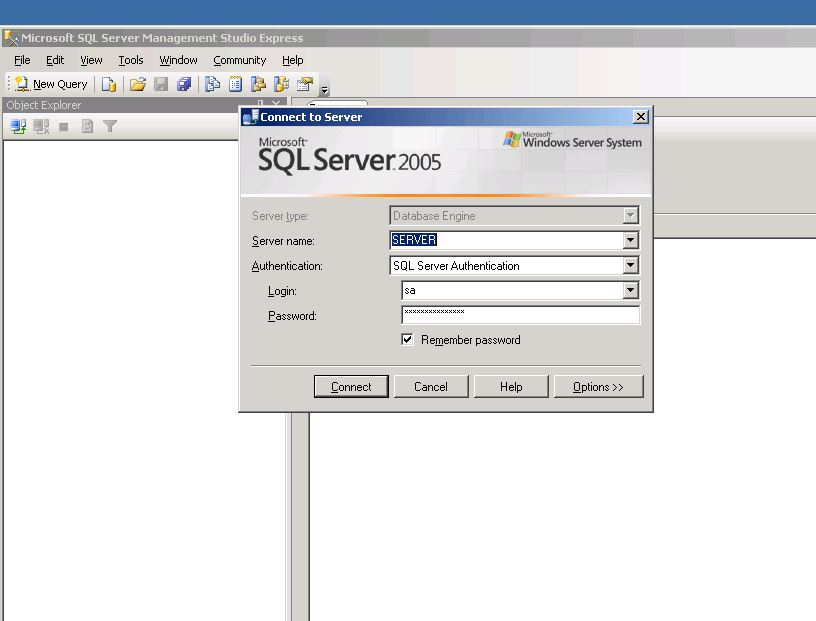 Microsoft SQL Server Management Studio Express
File Edit View Tools Window Community Help
New Query
Object Explorer
Connect to Server
Microsoft
SQL Server 2005
Microsoft
Windows Server System
Server type: Database Engine
Server name: SERVER
Authentication: SQL Server Authentication
Login: sa
Password: **************
Remember password
Connect Cancel Help Options >>